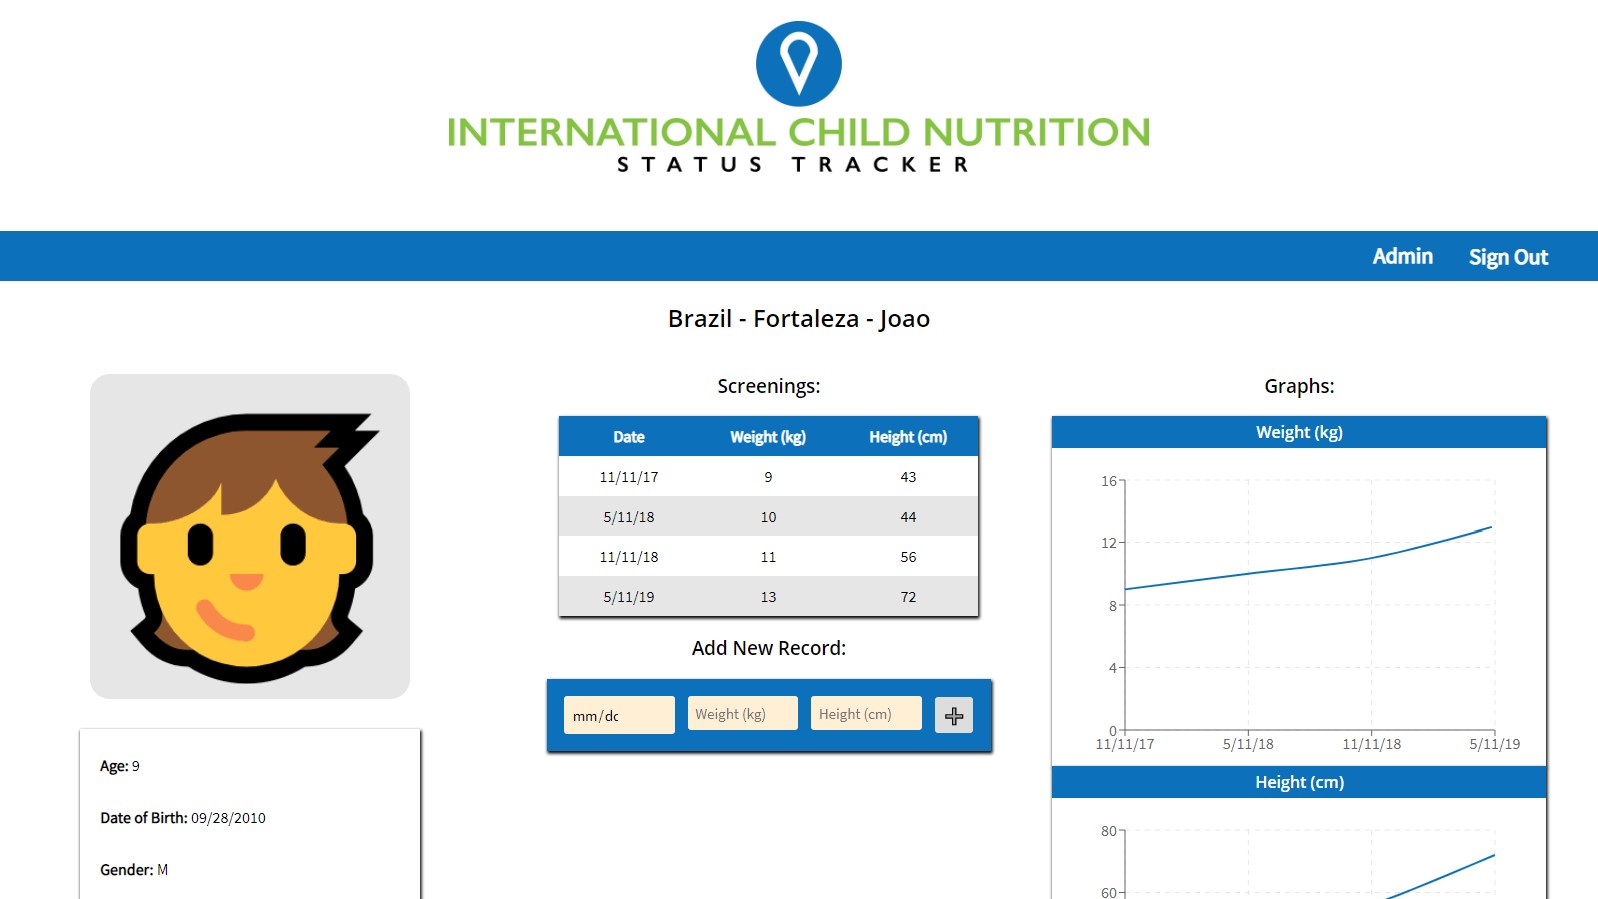 INTERNATIONAL CHILD NUTRITION
STATUS TRACKER
Admin Sign Out
Brazil - Fortaleza - Joao
Age: 9
Date of Birth: 09/28/2010
Gender: M
Screenings:
Date Weight (kg) Height (cm)
11/11/17 9 43
5/11/18 10 44
11/11/18 11 56
5/11/19 13 72
Add New Record:
mm/dd Weight (kg) Height (cm)
Graphs:
Weight (kg)
16
12
8
4
0
11/11/17 5/11/18 11/11/18 5/11/19
Height (cm)
80
60